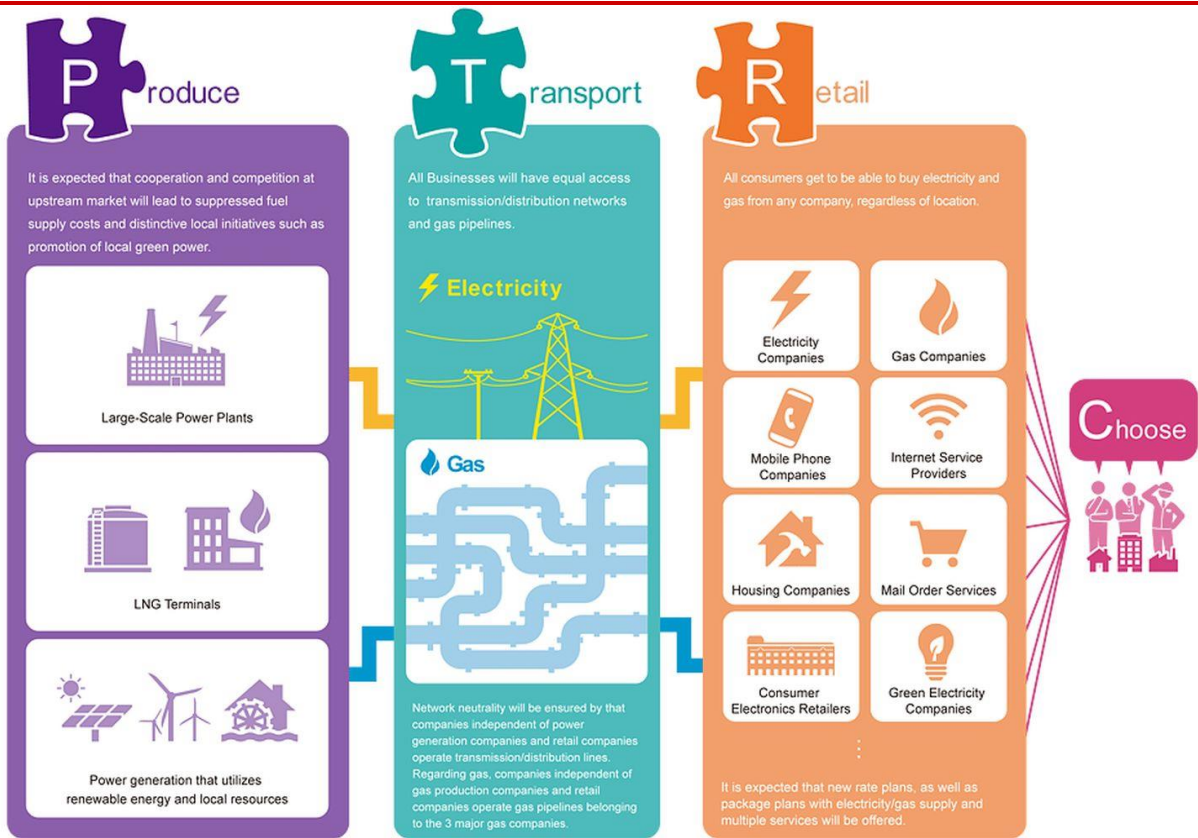 Produce
It is expected that cooperation and competition at
upstream market will lead to suppressed fuel
supply costs and distinctive local initiatives such as
promotion of local green power.
Large-Scale Power Plants
LNG Terminals
Power generation that utilizes
renewable energy and local resources
Transport
All Businesses will have equal access
to transmission/distribution networks
and gas pipelines.
Electricity
Gas
Network neutrality will be ensured by that
companies independent of power
generation companies and retail companies
operate transmission/distribution lines.
Regarding gas, companies independent of
gas production companies and retail
companies operate gas pipelines belonging
to the 3 major gas companies.
Retail
All consumers get to be able to buy electricity and
gas from any company, regardless of location.
Electricity
Companies
Gas Companies
Mobile Phone
Companies
Internet Service
Providers
Housing Companies
Mail Order Services
Consumer
Electronics Retailers
Green Electricity
Companies
It is expected that new rate plans, as well as
package plans with electricity/gas supply and
multiple services will be offered.
Choose